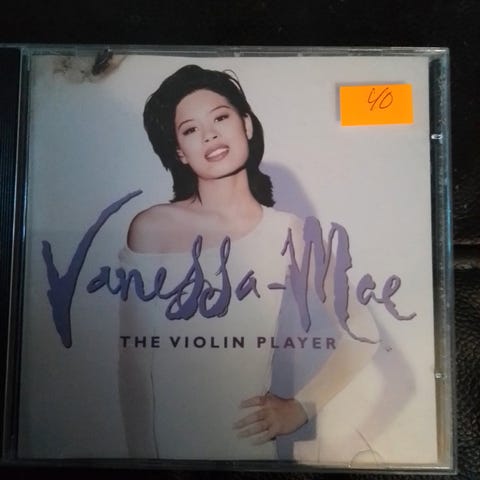 40
Vanessa-Mae
THE VIOLIN PLAYER